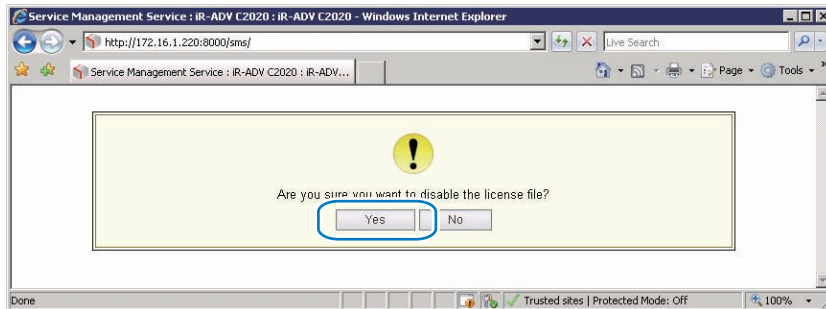 Service Management Service : iR-ADV C2020 : iR-ADV C2020 - Windows Internet Explorer
http://172.16.1.220:8000/sms/
Live Search
Service Management Service : iR-ADV C2020 : iR-ADV...
Page
Tools
Are you sure you want to disable the license file?
Yes
No
Done
Trusted sites | Protected Mode: Off
100%